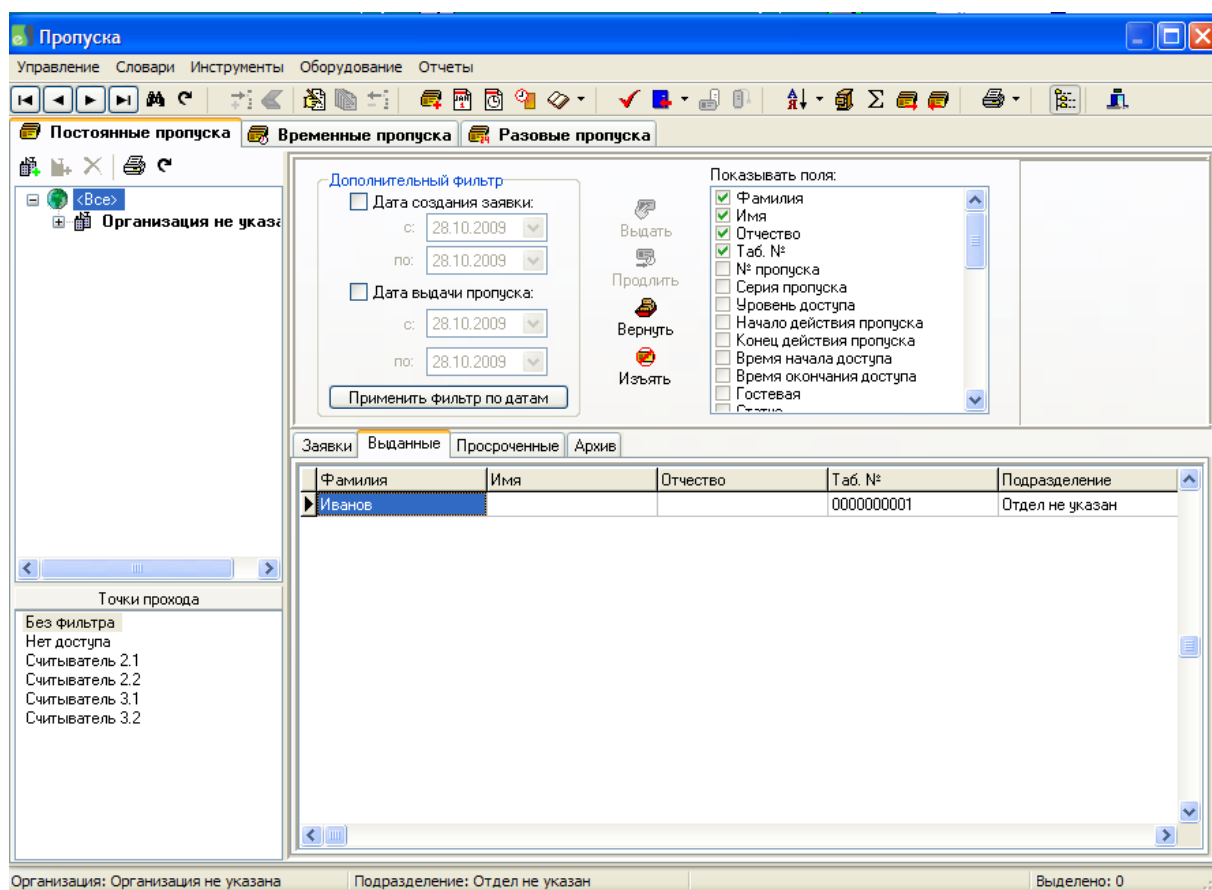 Пропуска
Управление Словари Инструменты Оборудование Отчеты
Постоянные пропуска Временные пропуска Разовые пропуска
<Все>
Организация не указа
Дополнительный фильтр
Дата создания заявки:
с: 28.10.2009
по: 28.10.2009
Дата выдачи пропуска:
с: 28.10.2009
по: 28.10.2009
Применить фильтр по датам
Выдать
Продлить
Вернуть
Изъять
Показывать поля:
Фамилия
Имя
Отчество
Таб. №
№ пропуска
Серия пропуска
Уровень доступа
Начало действия пропуска
Конец действия пропуска
Время начала доступа
Время окончания доступа
Гостевая
Заявки Выданные Просроченные Архив
Фамилия Имя Отчество Таб. № Подразделение
Иванов 0000000001 Отдел не указан
Точки прохода
Без фильтра
Нет доступа
Считыватель 2.1
Считыватель 2.2
Считыватель 3.1
Считыватель 3.2
Организация: Организация не указана Подразделение: Отдел не указан Выделено: 0